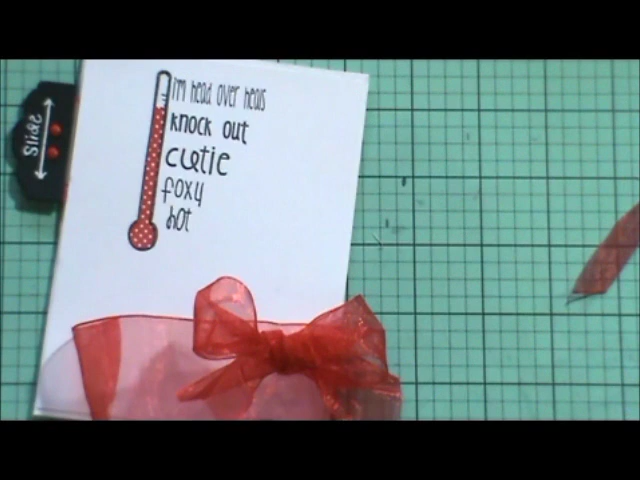 i'm head over heals
knock out
cutie
foxy
hot
Slide